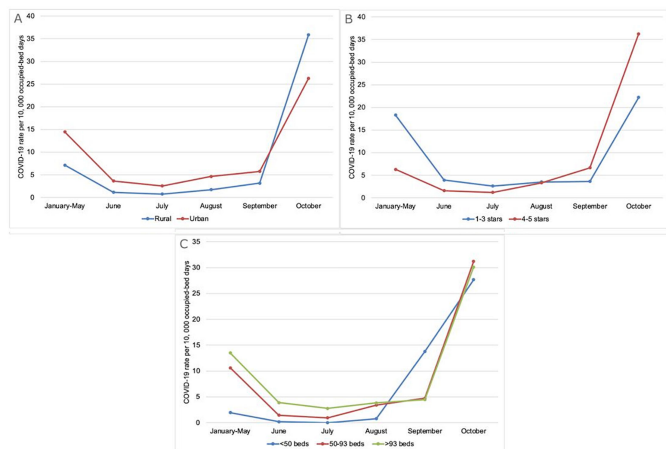 A
COVID-19 rate per 10, 000 occupied-bed days
40
35
30
25
20
15
10
5
0
January-May June July August September October
Rural Urban
B
COVID-19 rate per 10, 000 occupied-bed days
40
35
30
25
20
15
10
5
0
January-May June July August September October
1-3 stars 4-5 stars
C
COVID-19 rate per 10, 000 occupied-bed days
35
30
25
20
15
10
5
0
January-May June July August September October
<50 beds 50-93 beds >93 beds